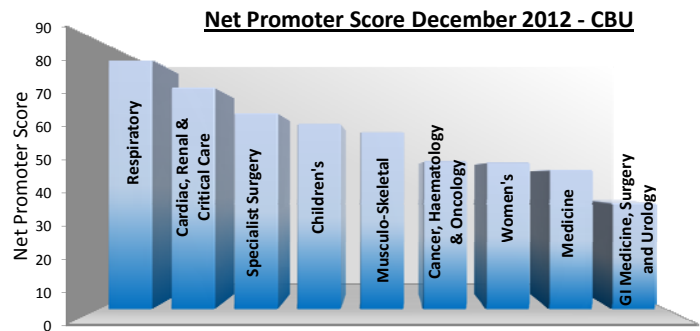 Net Promoter Score December 2012 - CBU
Net Promoter Score
90
80
70
60
50
40
30
20
10
0
Respiratory
Cardiac, Renal &
Critical Care
Specialist Surgery
Children's
Musculo-Skeletal
Cancer, Haematology
& Oncology
Women's
Medicine
GI Medicine, Surgery
and Urology